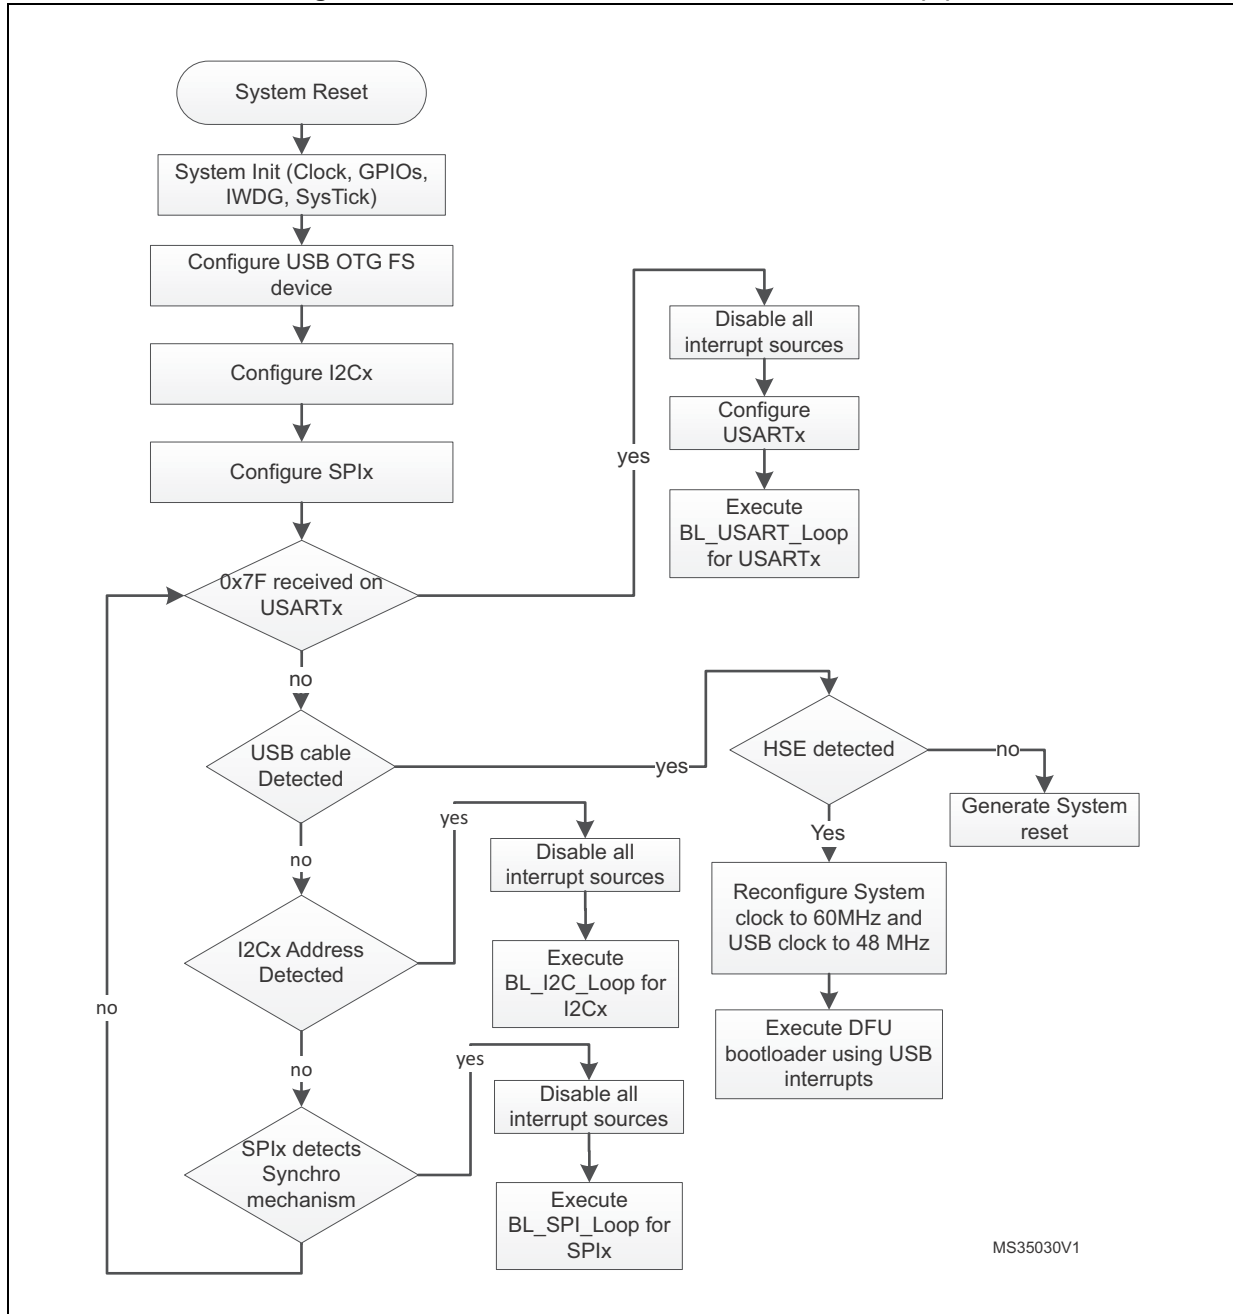 System Reset
System Init (Clock, GPIOs,
IWDG, SysTick)
Configure USB OTG FS
device
Configure I2Cx
Configure SPIx
0x7F received on
USARTx
yes
Disable all
interrupt sources
Configure
USARTx
Execute
BL_USART_Loop
for USARTx
no
USB cable
Detected
yes
HSE detected
no
Generate System
reset
Yes
Reconfigure System
clock to 60MHz and
USB clock to 48 MHz
Execute DFU
bootloader using USB
interrupts
no
I2Cx Address
Detected
yes
Disable all
interrupt sources
Execute
BL_I2C_Loop for
I2Cx
no
SPIx detects
Synchro
mechanism
yes
Disable all
interrupt sources
Execute
BL_SPI_Loop for
SPIx
no
MS35030V1